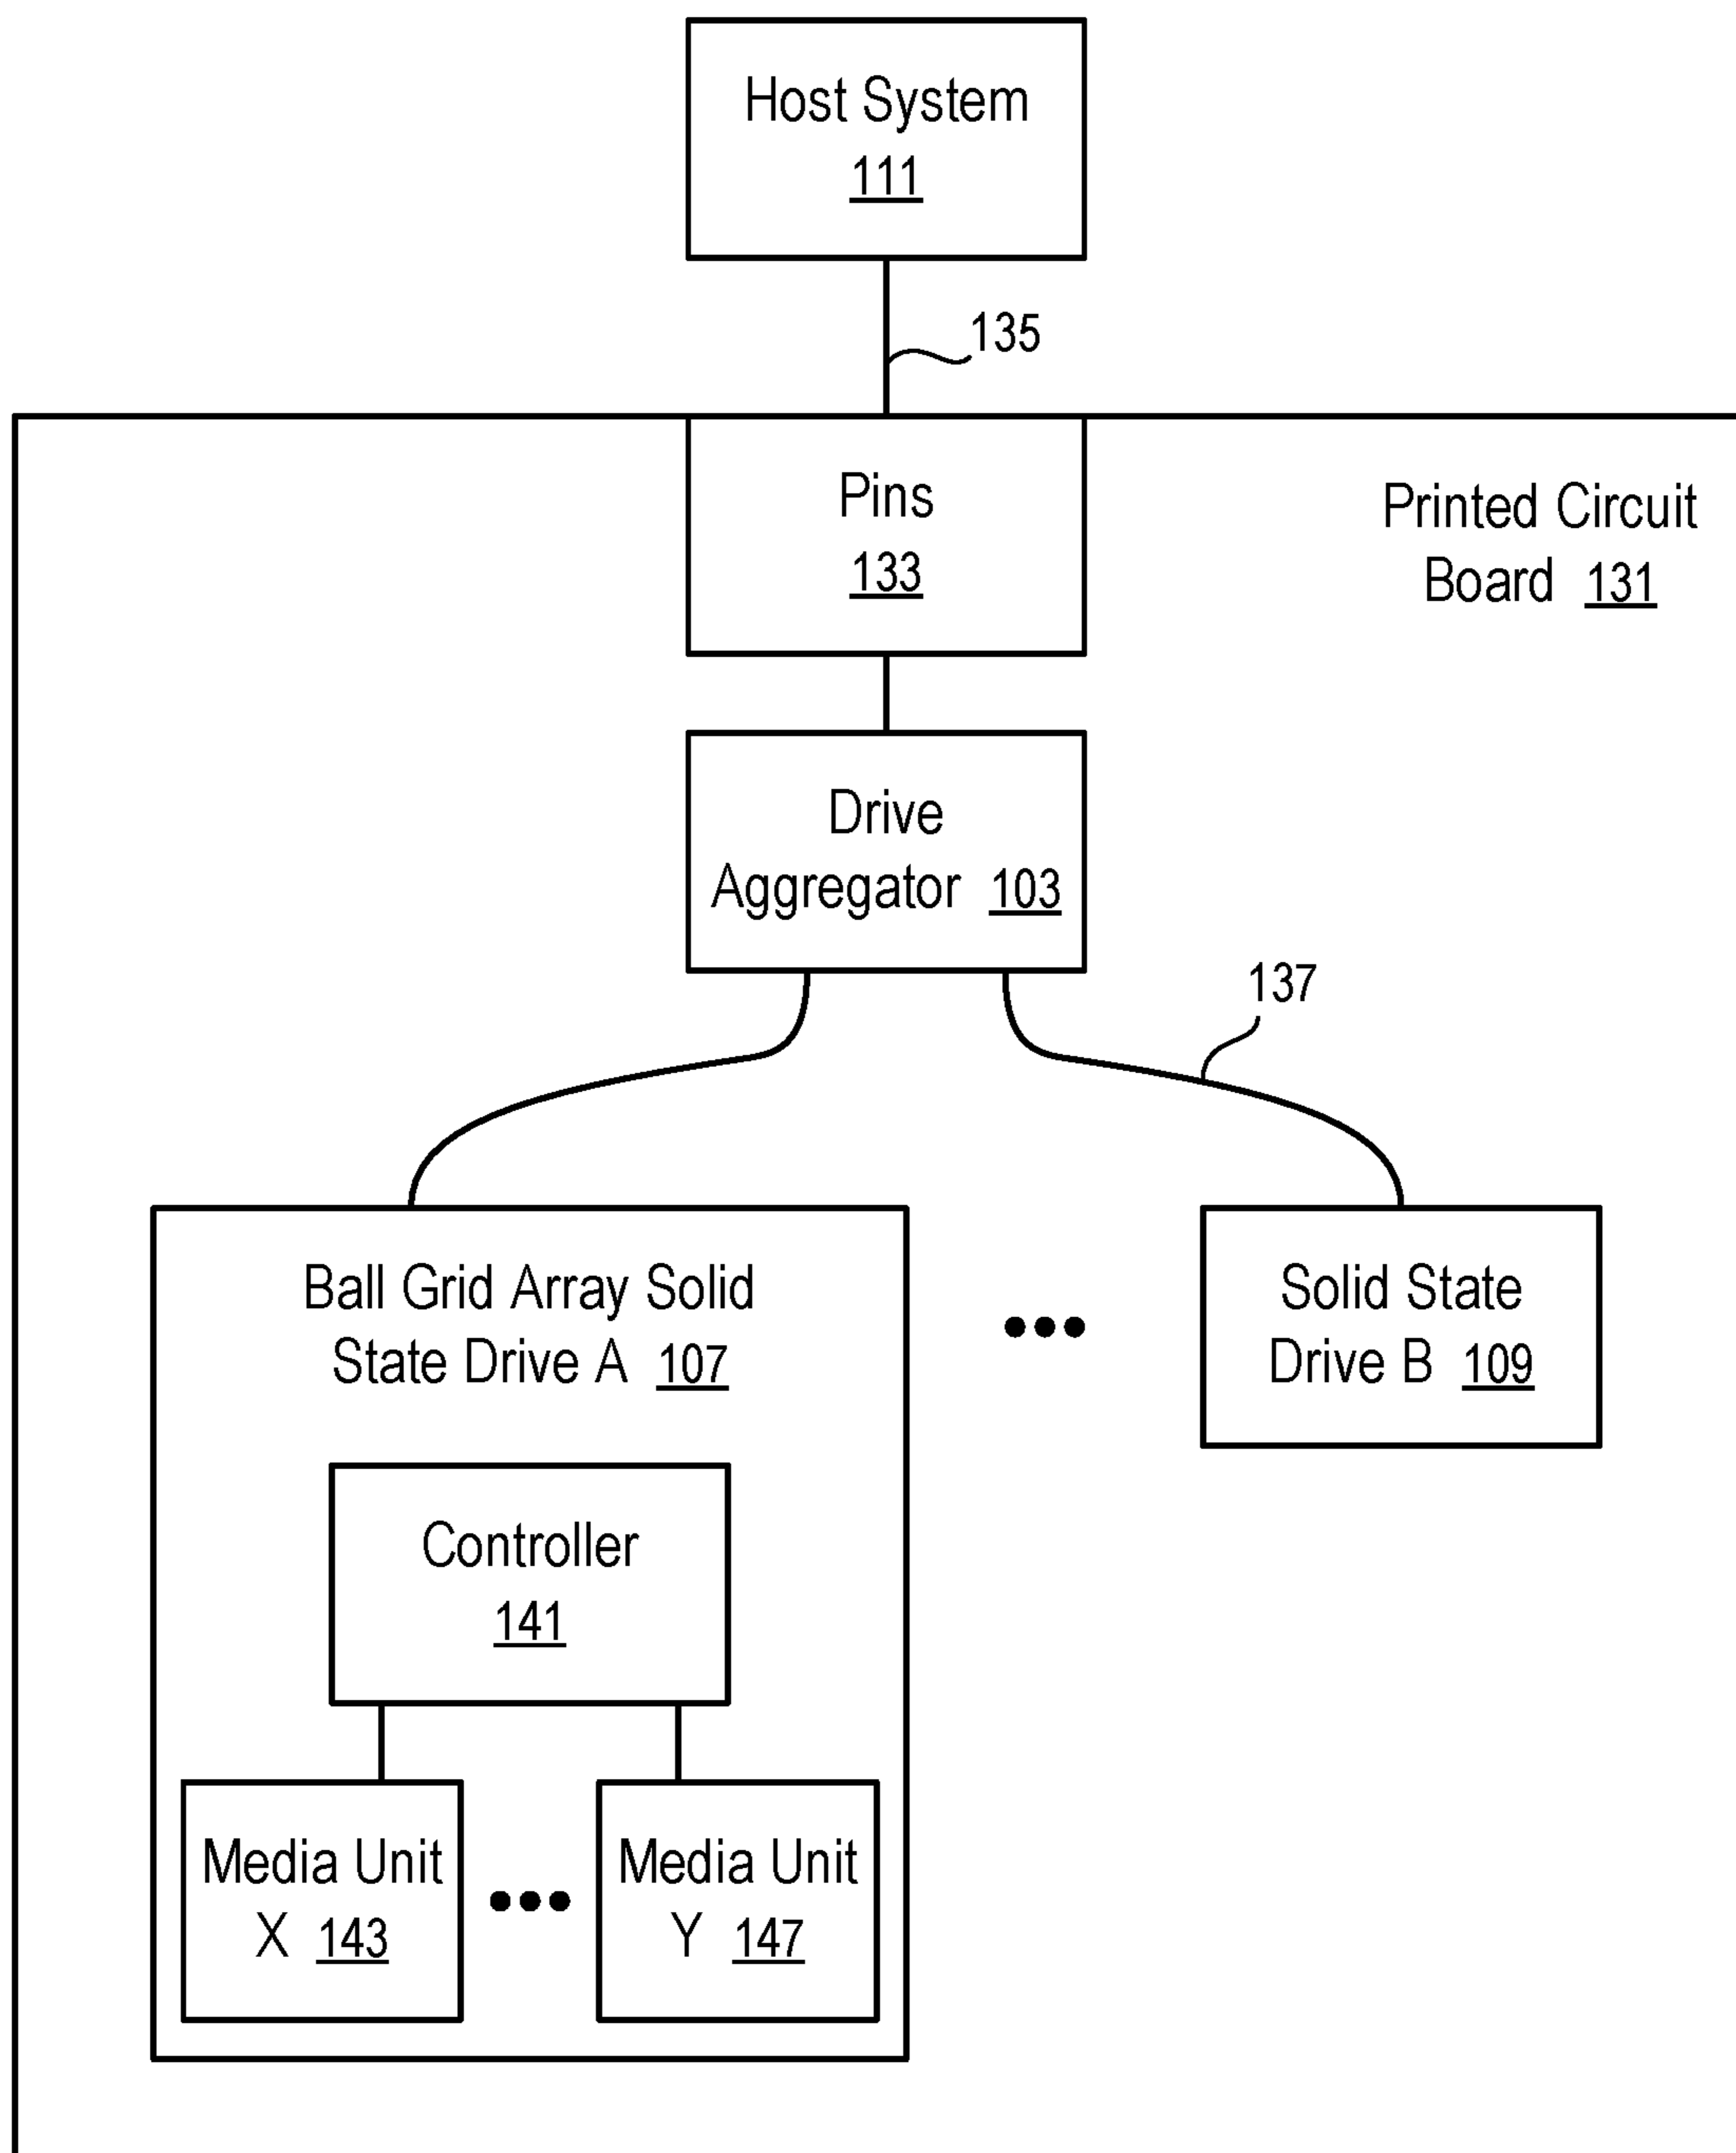 Host System
111
135
Pins
133
Printed Circuit
Board 131
Drive
Aggregator 103
137
Ball Grid Array Solid
State Drive A 107
Solid State
Drive B 109
Controller
141
Media Unit
X 143
Media Unit
Y 147